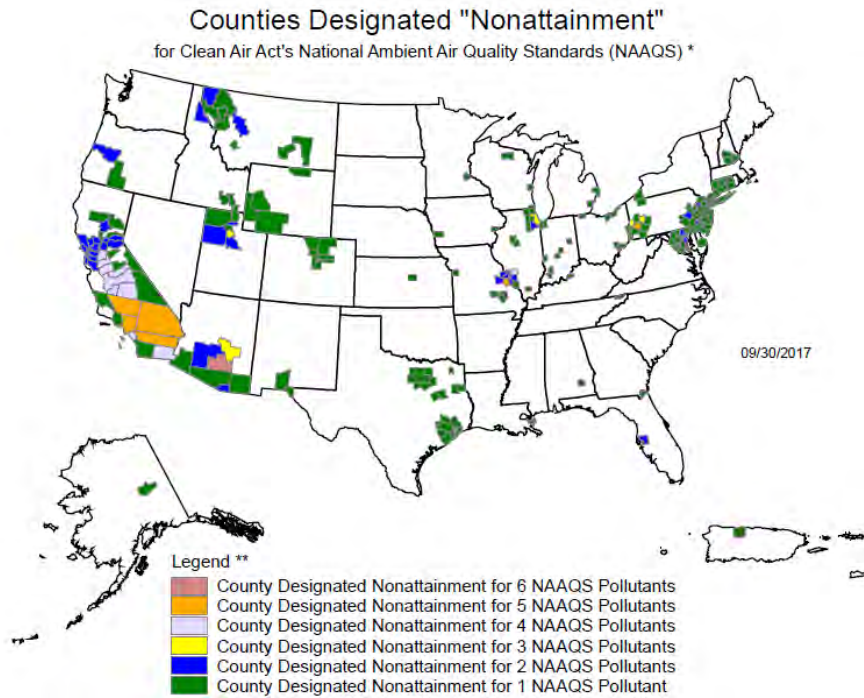 Counties Designated "Nonattainment"
for Clean Air Act's National Ambient Air Quality Standards (NAAQS) *
09/30/2017
Legend **
County Designated Nonattainment for 6 NAAQS Pollutants
County Designated Nonattainment for 5 NAAQS Pollutants
County Designated Nonattainment for 4 NAAQS Pollutants
County Designated Nonattainment for 3 NAAQS Pollutants
County Designated Nonattainment for 2 NAAQS Pollutants
County Designated Nonattainment for 1 NAAQS Pollutant